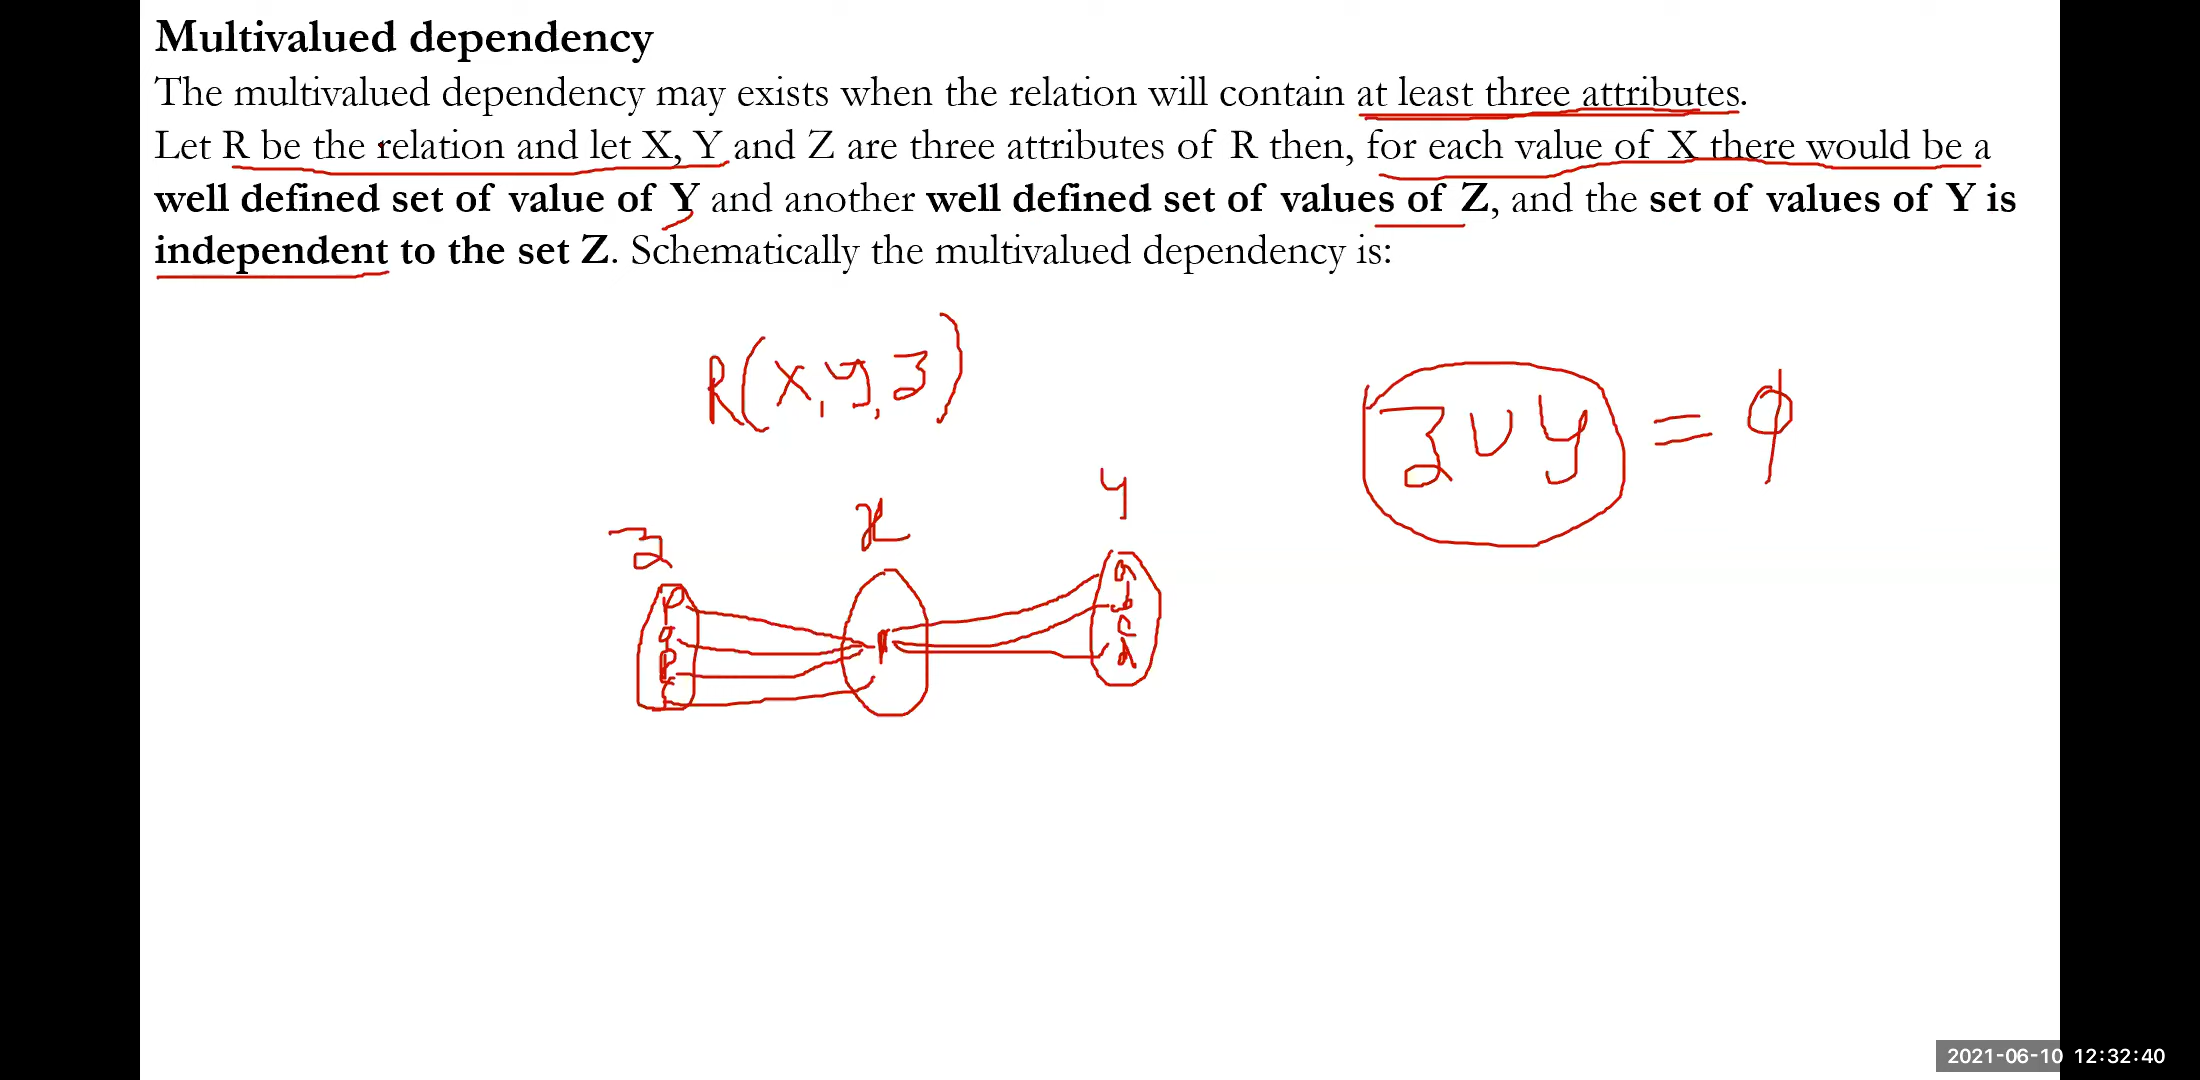 Multivalued dependency
The multivalued dependency may exists when the relation will contain at least three attributes.
Let R be the relation and let X, Y and Z are three attributes of R then, for each value of X there would be a
well defined set of value of Y and another well defined set of values of Z, and the set of values of Y is
independent to the set Z. Schematically the multivalued dependency is:
R(x, y, z)
z ∪ y = φ
z x y
2021-06-10 12:32:40